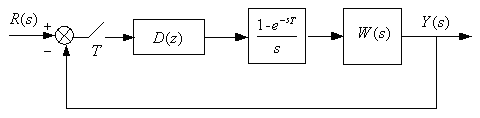 R(s)
+
−
T
D(z)
1-e^{-sT}
s
W(s)
Y(s)